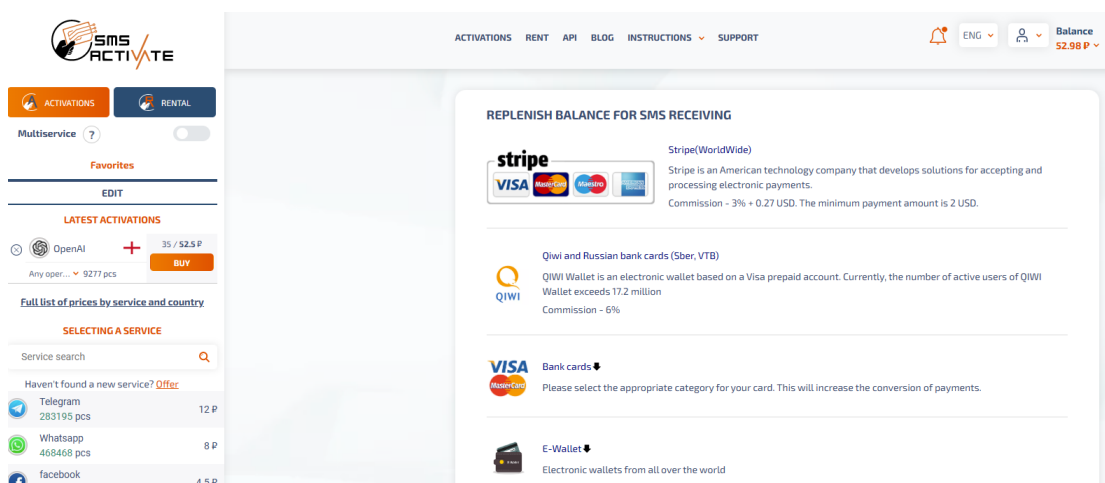 SMS
ACTIVATE
ACTIVATIONS RENT API BLOG INSTRUCTIONS SUPPORT
ENG
Balance
52.98 ₽
ACTIVATIONS
RENTAL
Multiservice ?
Favorites
EDIT
LATEST ACTIVATIONS
OpenAI
35 / 52.5 ₽
BUY
Any oper... 9277 pcs
Full list of prices by service and country
SELECTING A SERVICE
Service search
Haven't found a new service? Offer
Telegram
283195 pcs
12 ₽
Whatsapp
468468 pcs
8 ₽
facebook
4.5 ₽
REPLENISH BALANCE FOR SMS RECEIVING
stripe
VISA MasterCard Maestro
Stripe(WorldWide)
Stripe is an American technology company that develops solutions for accepting and
processing electronic payments.
Commission - 3% + 0.27 USD. The minimum payment amount is 2 USD.
QIWI
Qiwi and Russian bank cards (Sber, VTB)
QIWI Wallet is an electronic wallet based on a Visa prepaid account. Currently, the number of active users of QIWI
Wallet exceeds 17.2 million
Commission - 6%
VISA
MasterCard
Bank cards
Please select the appropriate category for your card. This will increase the conversion of payments.
E-Wallet
Electronic wallets from all over the world